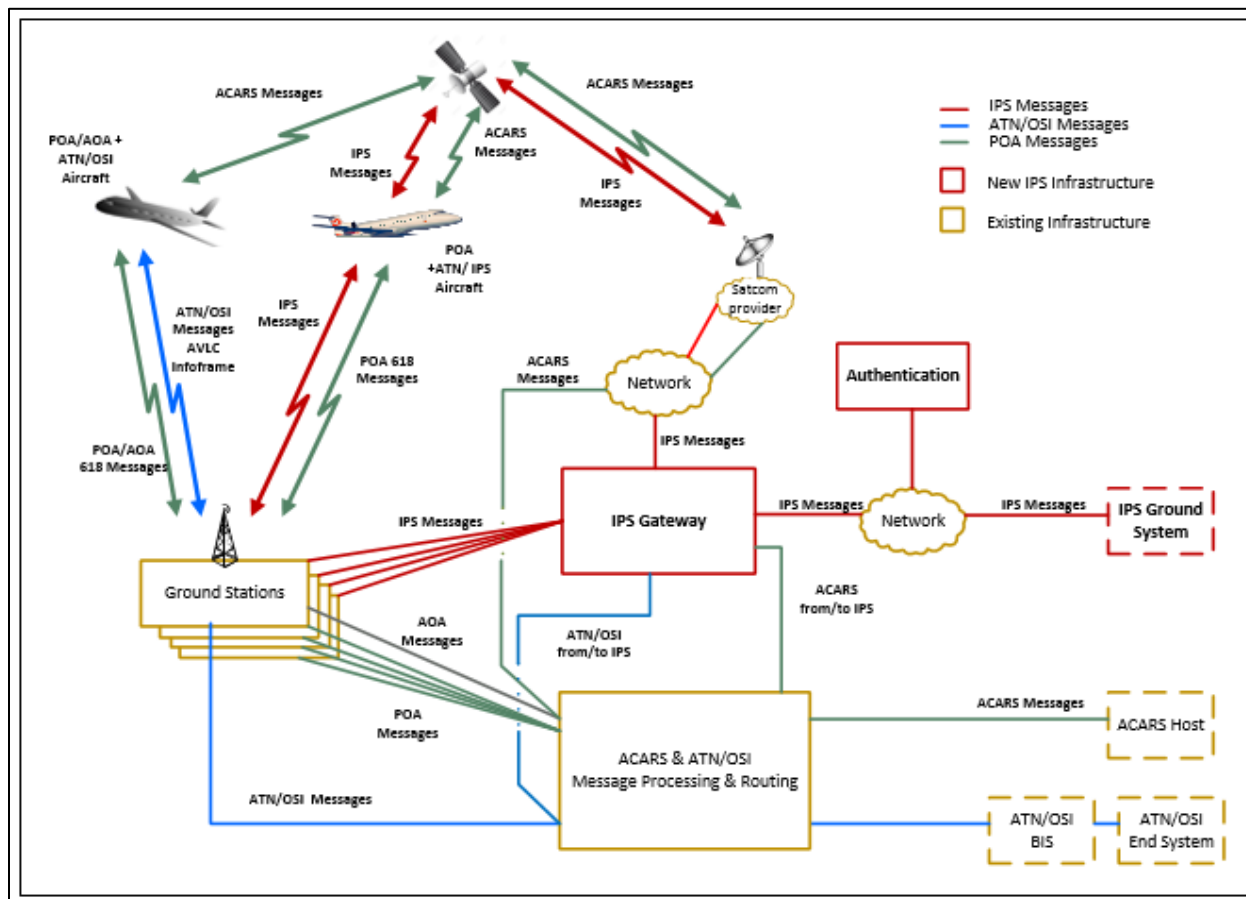 ACARS Messages
ACARS Messages
POA/AOA +
ATN/OSI
Aircraft
IPS
Messages
ACARS
Messages
IPS
Messages
IPS Messages
ATN/OSI Messages
POA Messages
New IPS Infrastructure
Existing Infrastructure
POA
+ATN/ IPS
Aircraft
ATN/OSI
Messages
AVLC
Infoframe
IPS
Messages
POA 618
Messages
POA/AOA
618 Messages
Satcom
provider
ACARS
Messages
Network
Authentication
IPS Messages
IPS Messages
IPS Gateway
IPS Messages
Network
IPS Messages
IPS Ground
System
Ground Stations
AOA
Messages
ATN/OSI
from/to IPS
ACARS
from/to IPS
POA
Messages
ACARS & ATN/OSI
Message Processing & Routing
ACARS Messages
ACARS Host
ATN/OSI Messages
ATN/OSI
BIS
ATN/OSI
End System